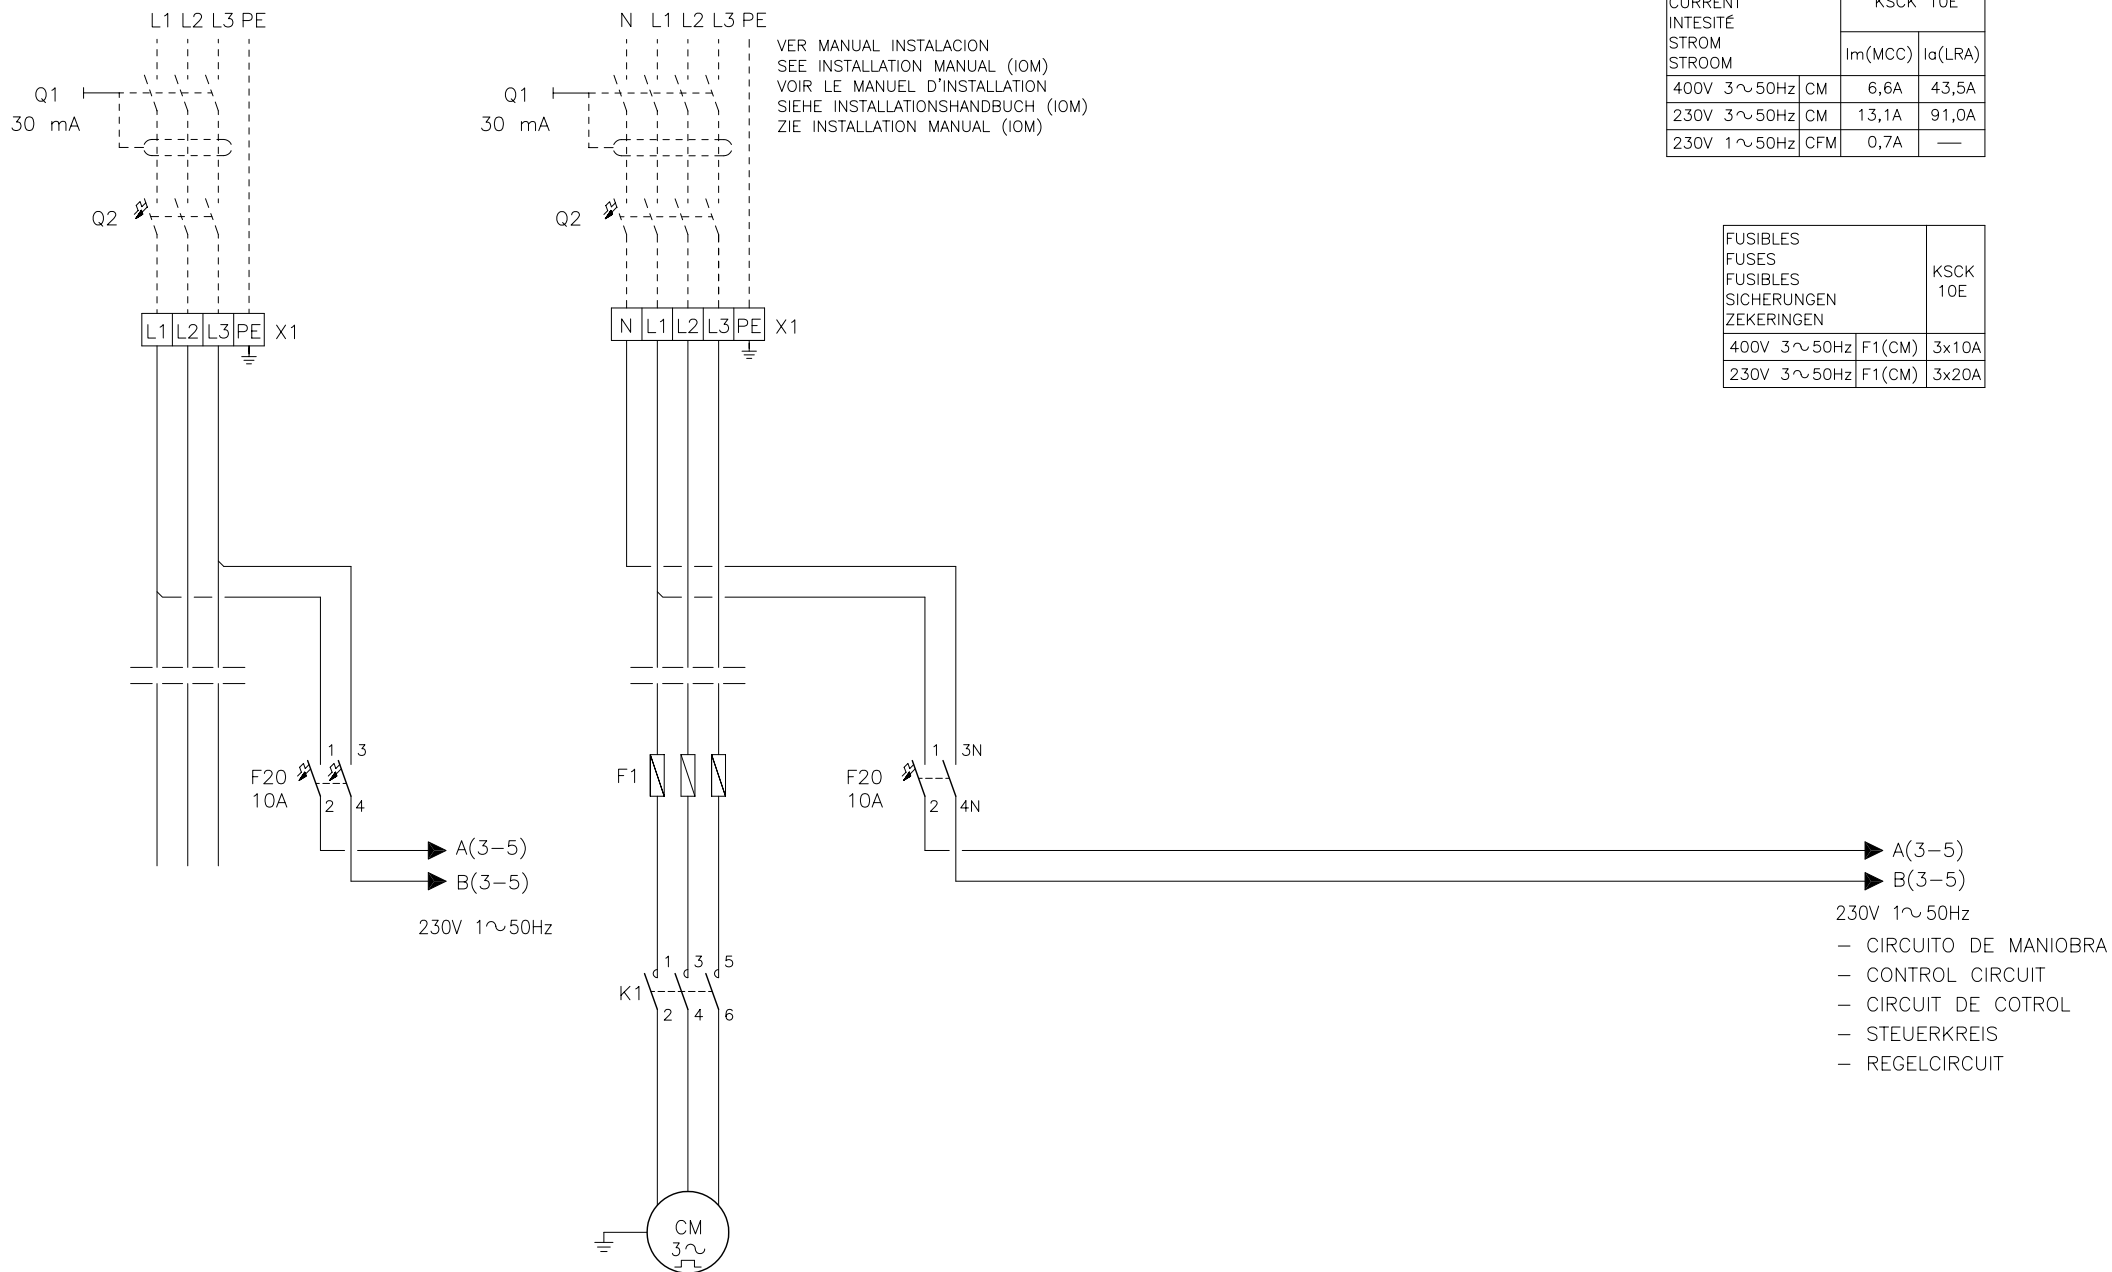 L1 L2 L3 PE
Q1
30 mA
Q2
L1 L2 L3 PE X1
F20
10A
1 3
2 4
A(3-5)
B(3-5)
230V 1~50Hz
N L1 L2 L3 PE
VER MANUAL INSTALACION
SEE INSTALLATION MANUAL (IOM)
VOIR LE MANUEL D'INSTALLATION
SIEHE INSTALLATIONSHANDBUCH (IOM)
ZIE INSTALLATION MANUAL (IOM)
Q1
30 mA
Q2
N L1 L2 L3 PE X1
F1
F20
10A
1 3N
2 4N
K1
1 3 5
2 4 6
CM
3~
A(3-5)
B(3-5)
230V 1~50Hz
- CIRCUITO DE MANIOBRA
- CONTROL CIRCUIT
- CIRCUIT DE COTROL
- STEUERKREIS
- REGELCIRCUIT
CURRENT
INTESITÉ
STROM
STROOM
KSCK 10E
Im(MCC) Ia(LRA)
400V 3~50Hz CM 6,6A 43,5A
230V 3~50Hz CM 13,1A 91,0A
230V 1~50Hz CFM 0,7A —
FUSIBLES
FUSES
FUSIBLES
SICHERUNGEN
ZEKERINGEN
KSCK
10E
400V 3~50Hz F1(CM) 3x10A
230V 3~50Hz F1(CM) 3x20A